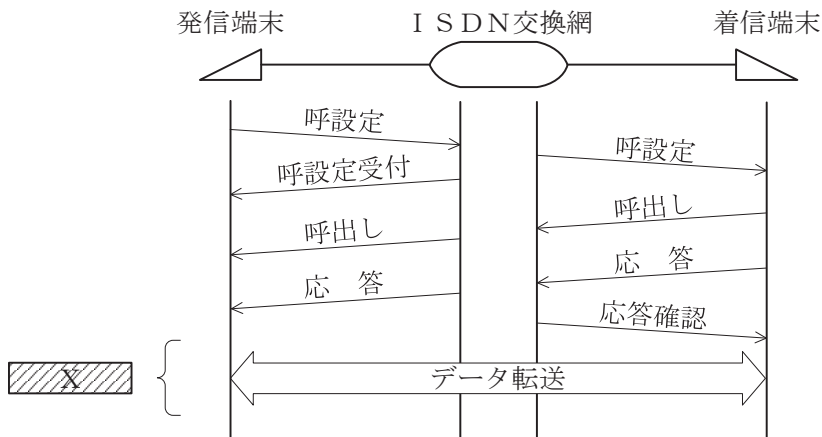 発信端末　ＩＳＤＮ交換網　着信端末
呼設定
呼設定
呼設定受付
呼出し
呼出し
応　答
応　答
応答確認
X
データ転送